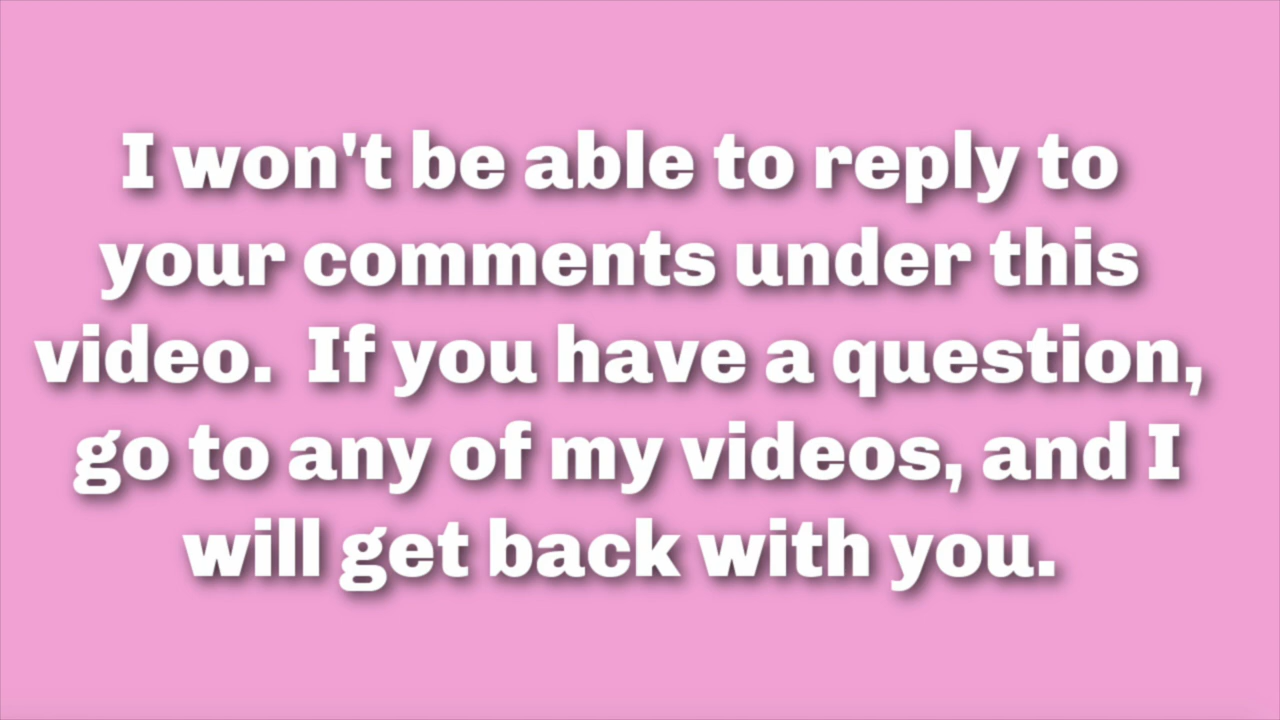 I won't be able to reply to
your comments under this
video.  If you have a question,
go to any of my videos, and I
will get back with you.